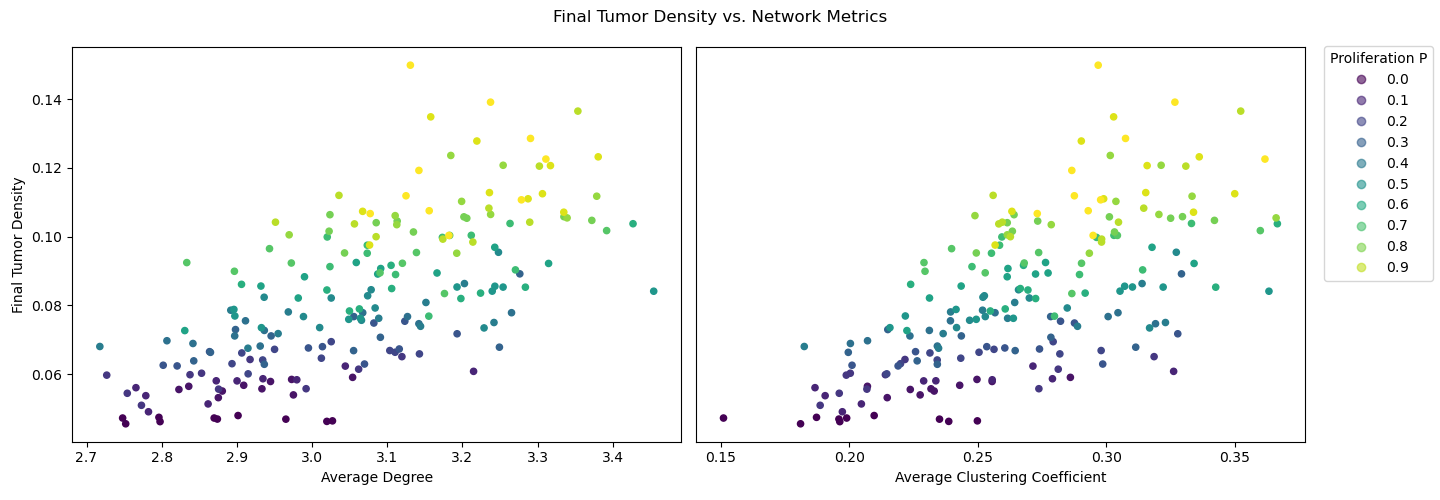 Final Tumor Density vs. Network Metrics
Final Tumor Density
0.14
0.12
0.10
0.08
0.06
2.7 2.8 2.9 3.0 3.1 3.2 3.3 3.4
Average Degree
0.15 0.20 0.25 0.30 0.35
Average Clustering Coefficient
Proliferation P
0.0
0.1
0.2
0.3
0.4
0.5
0.6
0.7
0.8
0.9